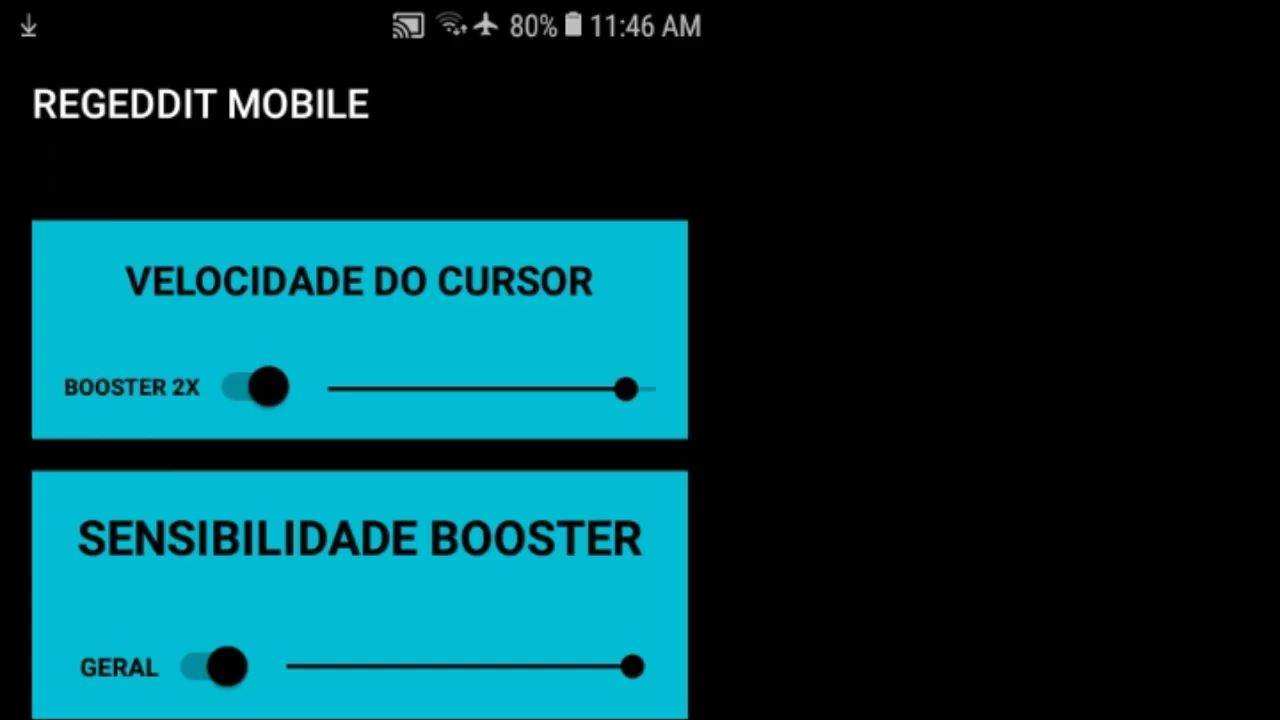 80% 11:46 AM
REGEDDIT MOBILE
VELOCIDADE DO CURSOR
BOOSTER 2X
SENSIBILIDADE BOOSTER
GERAL